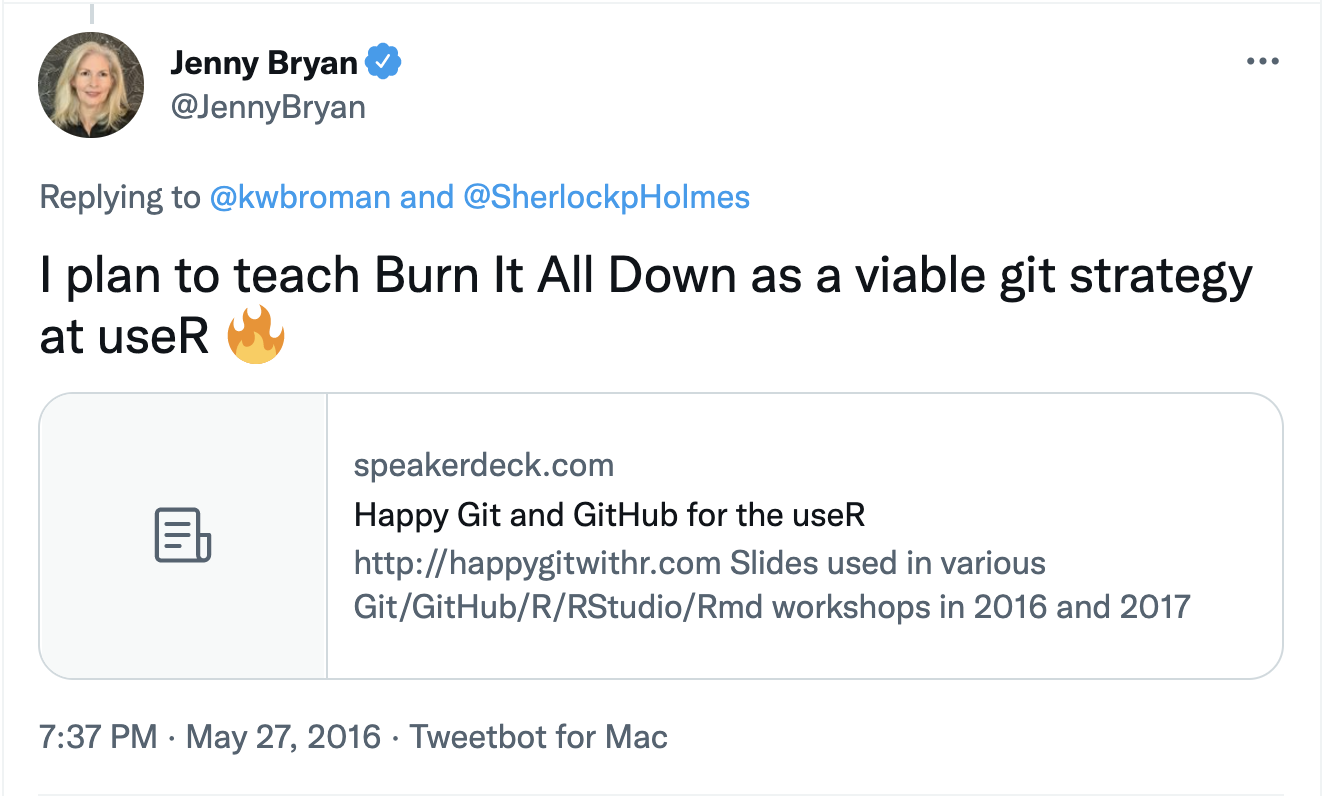 Jenny Bryan
@JennyBryan
Replying to @kwbroman and @SherlockpHolmes
I plan to teach Burn It All Down as a viable git strategy
at useR 🔥
speakerdeck.com
Happy Git and GitHub for the useR
http://happygitwithr.com Slides used in various
Git/GitHub/R/RStudio/Rmd workshops in 2016 and 2017
7:37 PM · May 27, 2016 · Tweetbot for Mac